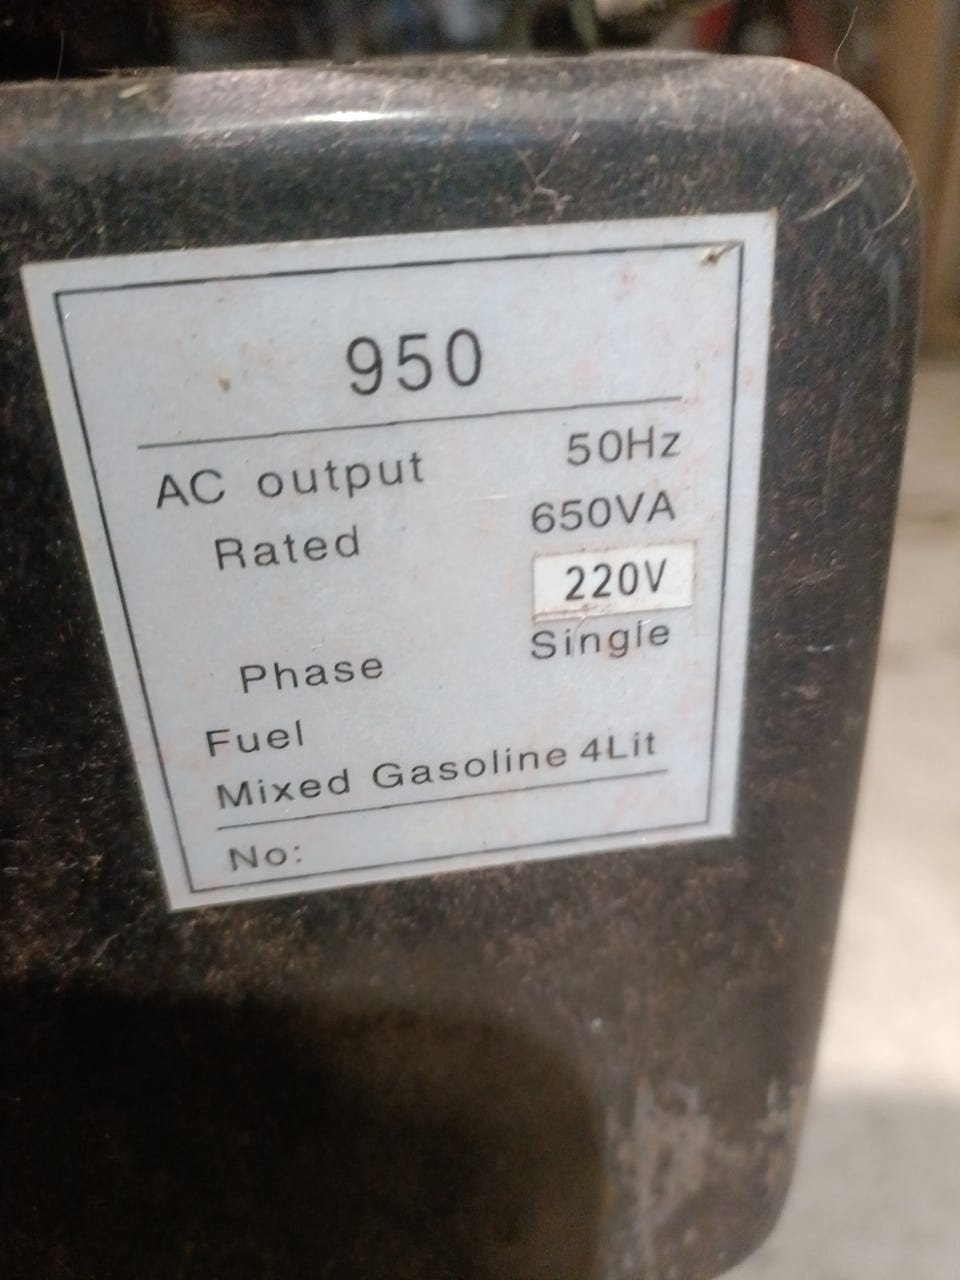 950
AC output 50Hz
Rated 650VA
220V
Phase Single
Fuel
Mixed Gasoline 4Lit
No: